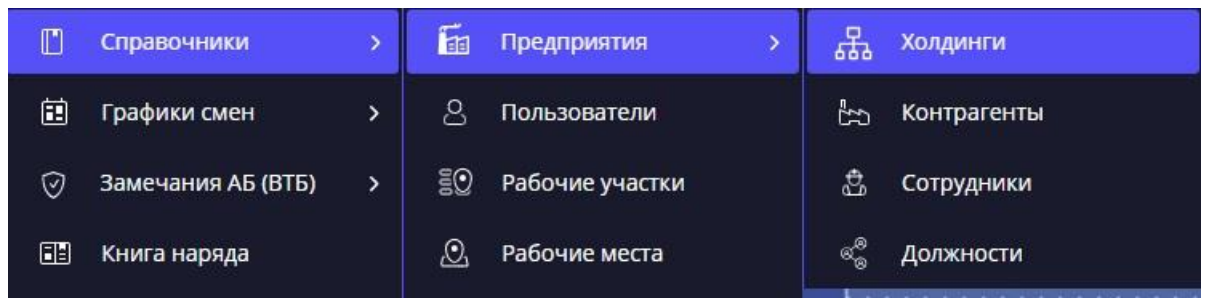 Справочники
Графики смен
Замечания АБ (ВТБ)
Книга наряда
Предприятия
Пользователи
Рабочие участки
Рабочие места
Холдинги
Контрагенты
Сотрудники
Должности